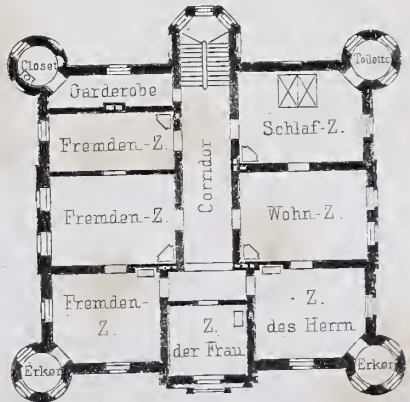 Closet
Toilette
Garderobe
Schlaf-Z.
Fremden-Z.
Corridor
Fremden-Z.
Wohn-Z.
Fremden-
Z.
Z.
der Frau
Z.
des Herrn
Erker
Erker